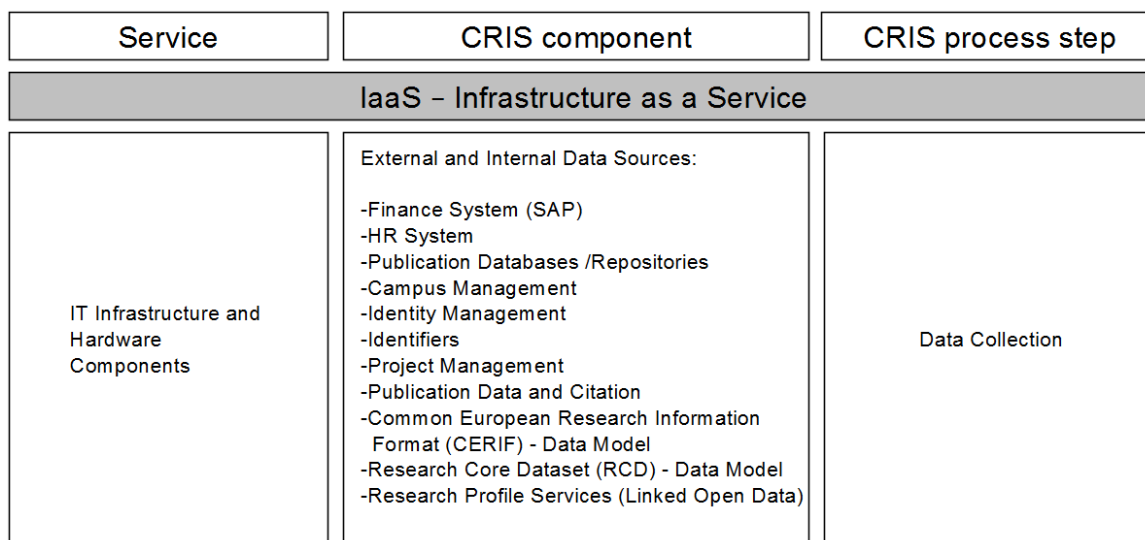 Service
CRIS component
CRIS process step
IaaS – Infrastructure as a Service
IT Infrastructure and
Hardware
Components
External and Internal Data Sources:
-Finance System (SAP)
-HR System
-Publication Databases /Repositories
-Campus Management
-Identity Management
-Identifiers
-Project Management
-Publication Data and Citation
-Common European Research Information
Format (CERIF) - Data Model
-Research Core Dataset (RCD) - Data Model
-Research Profile Services (Linked Open Data)
Data Collection